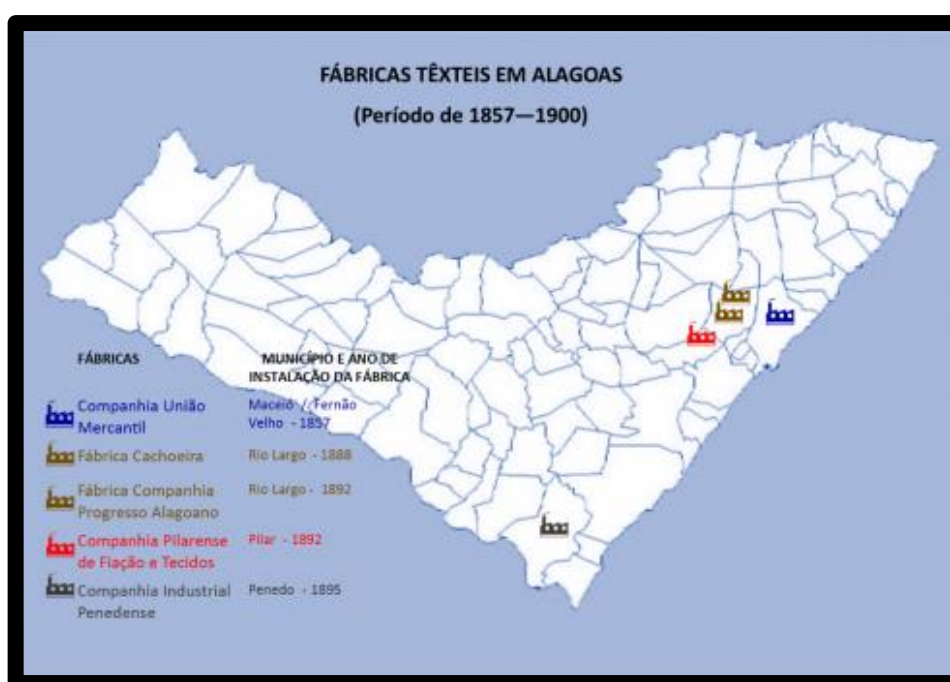 FÁBRICAS TÊXTEIS EM ALAGOAS
(Período de 1857—1900)
FÁBRICAS
MUNICÍPIO E ANO DE
INSTALAÇÃO DA FÁBRICA
Companhia União
Mercantil
Maceió / Fernão
Velho - 1857
Fábrica Cachoeira
Rio Largo - 1888
Fábrica Companhia
Progresso Alagoano
Rio Largo - 1892
Companhia Pilarense
de Fiação e Tecidos
Pilar - 1892
Companhia Industrial
Penedense
Penedo - 1895